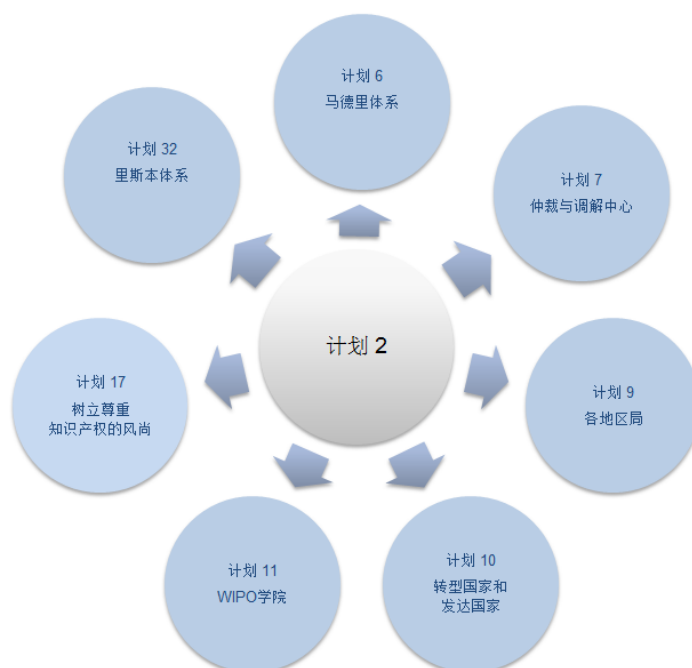 计划 6
马德里体系
计划 32
里斯本体系
计划 7
仲裁与调解中心
计划 2
计划 17
树立尊重
知识产权的风尚
计划 9
各地区局
计划 11
WIPO学院
计划 10
转型国家和
发达国家